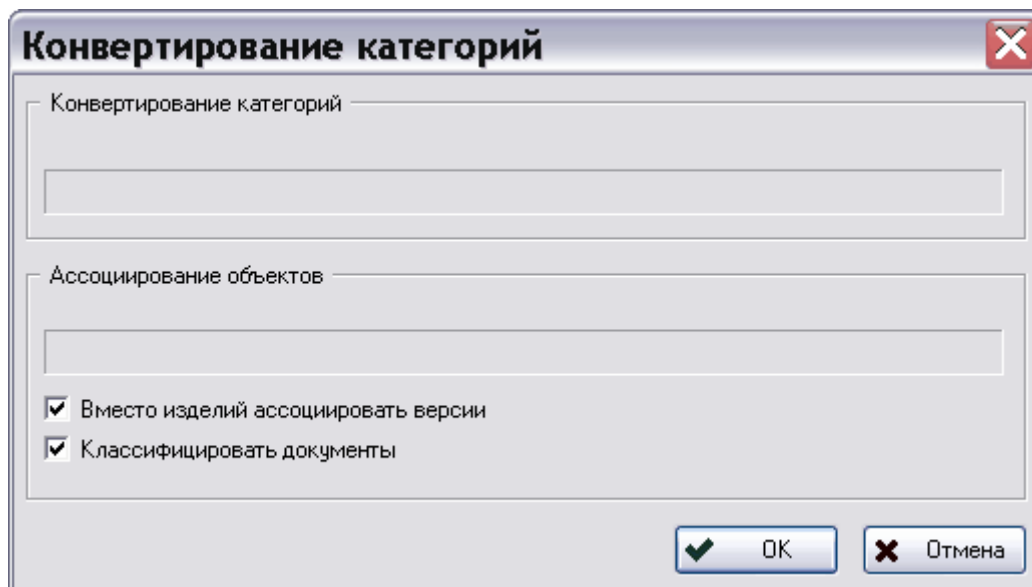 Конвертирование категорий
Конвертирование категорий
Ассоциирование объектов
Вместо изделий ассоциировать версии
Классифицировать документы
OK
Отмена